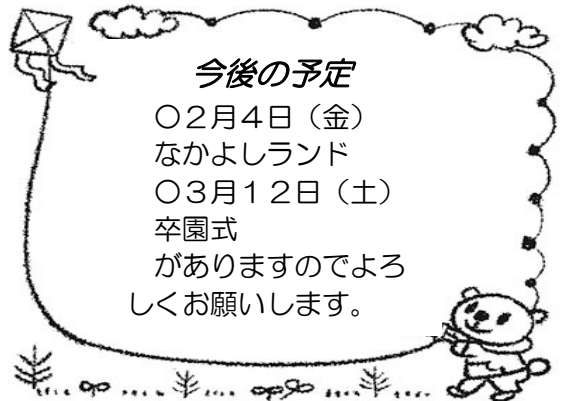 今後の予定
○２月４日（金）
なかよしランド
○３月１２日（土）
卒園式
がありますのでよろ
しくお願いします。